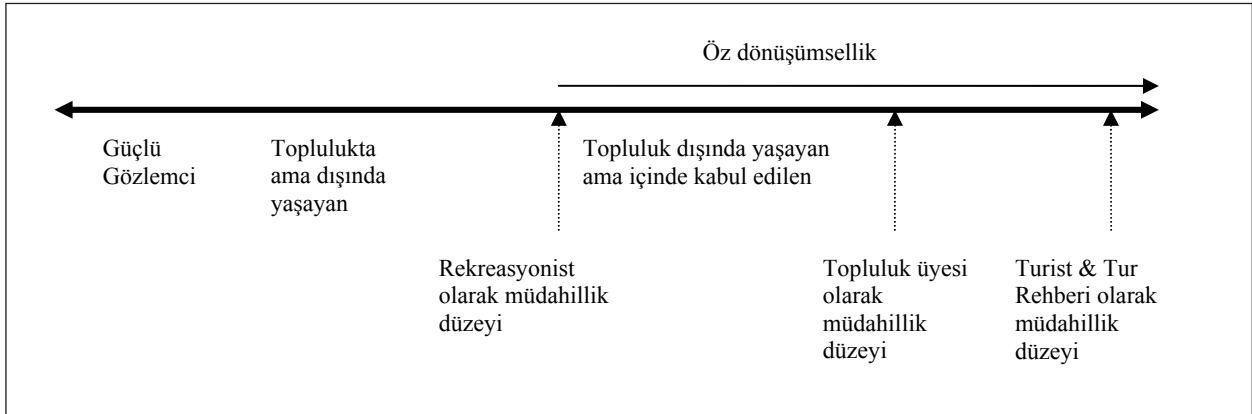 Öz dönüşümsellik
Güçlü
Gözlemci
Toplulukta
ama dışında
yaşayan
Topluluk dışında yaşayan
ama içinde kabul edilen
Rekreasyonist
olarak müdahillik
düzeyi
Topluluk üyesi
olarak
müdahillik
düzeyi
Turist & Tur
Rehberi olarak
müdahillik
düzeyi